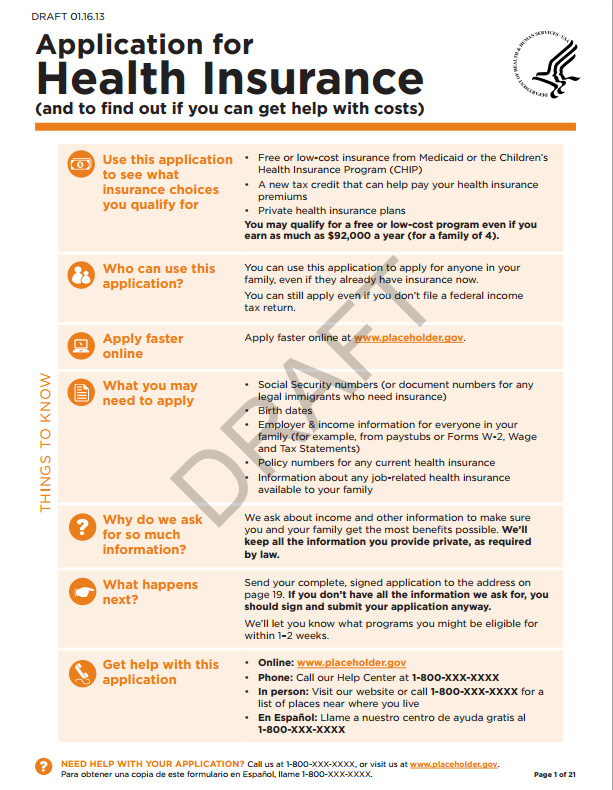 DRAFT 01.16.13
Application for
Health Insurance
(and to find out if you can get help with costs)
DEPARTMENT OF HEALTH & HUMAN SERVICES · USA
THINGS TO KNOW
Use this application
to see what
insurance choices
you qualify for
• Free or low-cost insurance from Medicaid or the Children’s
Health Insurance Program (CHIP)
• A new tax credit that can help pay your health insurance
premiums
• Private health insurance plans
You may qualify for a free or low-cost program even if you
earn as much as $92,000 a year (for a family of 4).
Who can use this
application?
You can use this application to apply for anyone in your
family, even if they already have insurance now.
You can still apply even if you don’t file a federal income
tax return.
Apply faster
online
Apply faster online at www.placeholder.gov.
What you may
need to apply
• Social Security numbers (or document numbers for any
legal immigrants who need insurance)
• Birth dates
• Employer & income information for everyone in your
family (for example, from paystubs or Forms W-2, Wage
and Tax Statements)
• Policy numbers for any current health insurance
• Information about any job-related health insurance
available to your family
Why do we ask
for so much
information?
We ask about income and other information to make sure
you and your family get the most benefits possible. We’ll
keep all the information you provide private, as required
by law.
What happens
next?
Send your complete, signed application to the address on
page 19. If you don’t have all the information we ask for, you
should sign and submit your application anyway.
We’ll let you know what programs you might be eligible for
within 1–2 weeks.
Get help with this
application
• Online: www.placeholder.gov
• Phone: Call our Help Center at 1-800-XXX-XXXX
• In person: Visit our website or call 1-800-XXX-XXXX for a
list of places near where you live
• En Español: Llame a nuestro centro de ayuda gratis al
1-800-XXX-XXXX
DRAFT
? NEED HELP WITH YOUR APPLICATION? Call us at 1-800-XXX-XXXX, or visit us at www.placeholder.gov.
Para obtener una copia de este formulario en Español, llame 1-800-XXX-XXXX.
Page 1 of 21